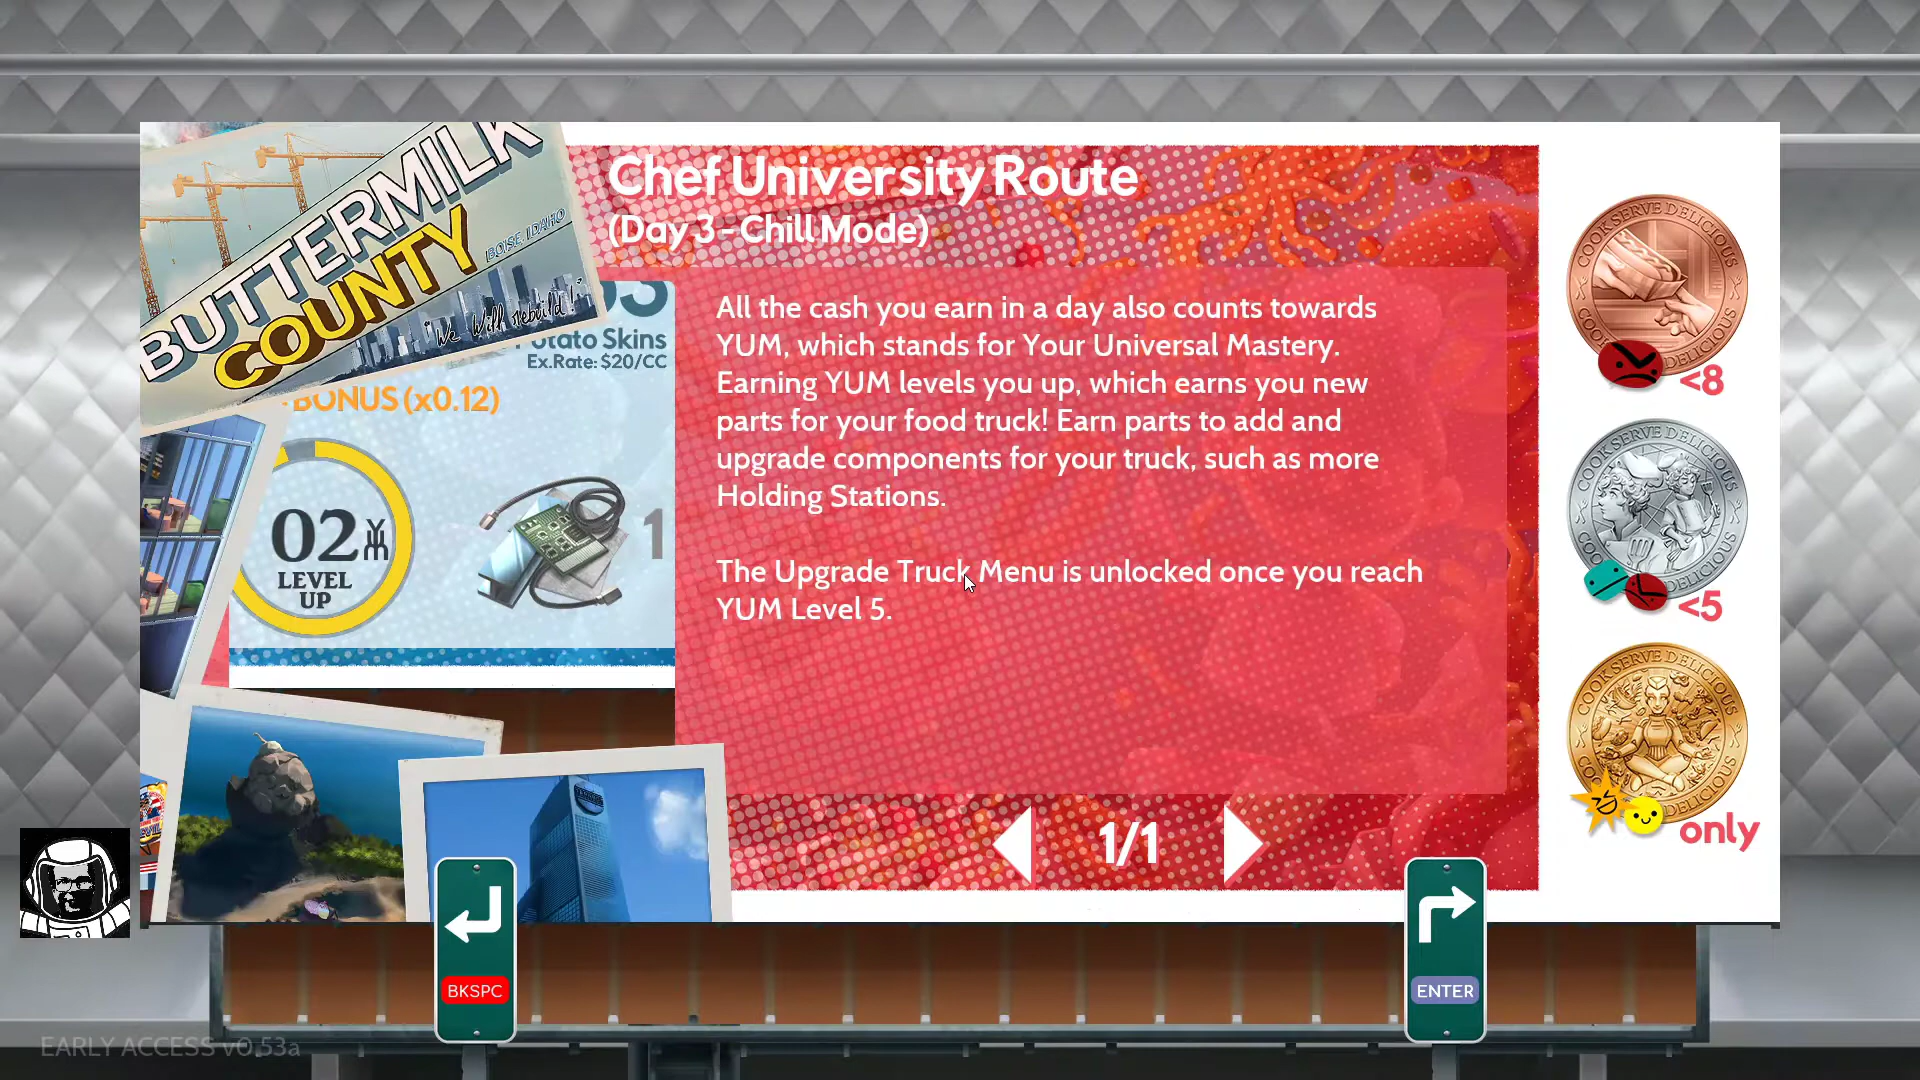 BUTTERMILK
COUNTY
BOISE, IDAHO
"We Will Rebuild!"
Chef University Route
(Day 3 - Chill Mode)
Potato Skins
Ex.Rate: $20/CC
BONUS (x0.12)
02
LEVEL
UP
1
All the cash you earn in a day also counts towards
YUM, which stands for Your Universal Mastery.
Earning YUM levels you up, which earns you new
parts for your food truck! Earn parts to add and
upgrade components for your truck, such as more
Holding Stations.
The Upgrade Truck Menu is unlocked once you reach
YUM Level 5.
1/1
COOK SERVE DELICIOUS
<8
COOK SERVE DELICIOUS
<5
COOK SERVE DELICIOUS
only
BKSPC
ENTER
EARLY ACCESS v0.53a